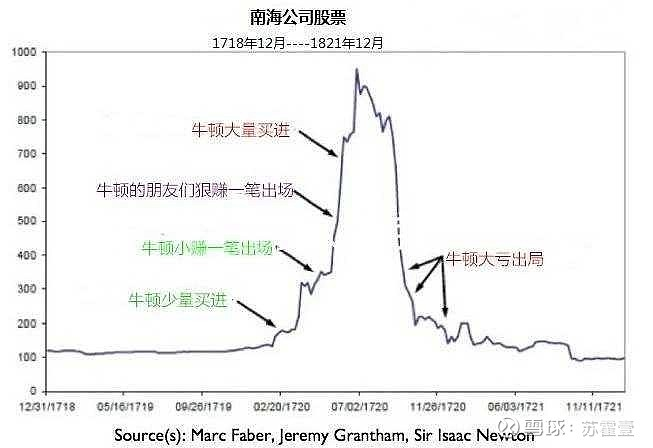 南海公司股票
1718年12月----1821年12月
1000
900
800
700
600
500
400
300
200
100
0
牛顿大量买进
牛顿的朋友们狠赚一笔出场
牛顿小赚一笔出场
牛顿少量买进
牛顿大亏出局
12/31/1718
05/16/1719
09/26/1719
02/20/1720
07/02/1720
11/26/1720
06/03/1721
11/11/1721
Source(s): Marc Faber, Jeremy Grantham, Sir Isaac Newton
雪球：苏雷壹